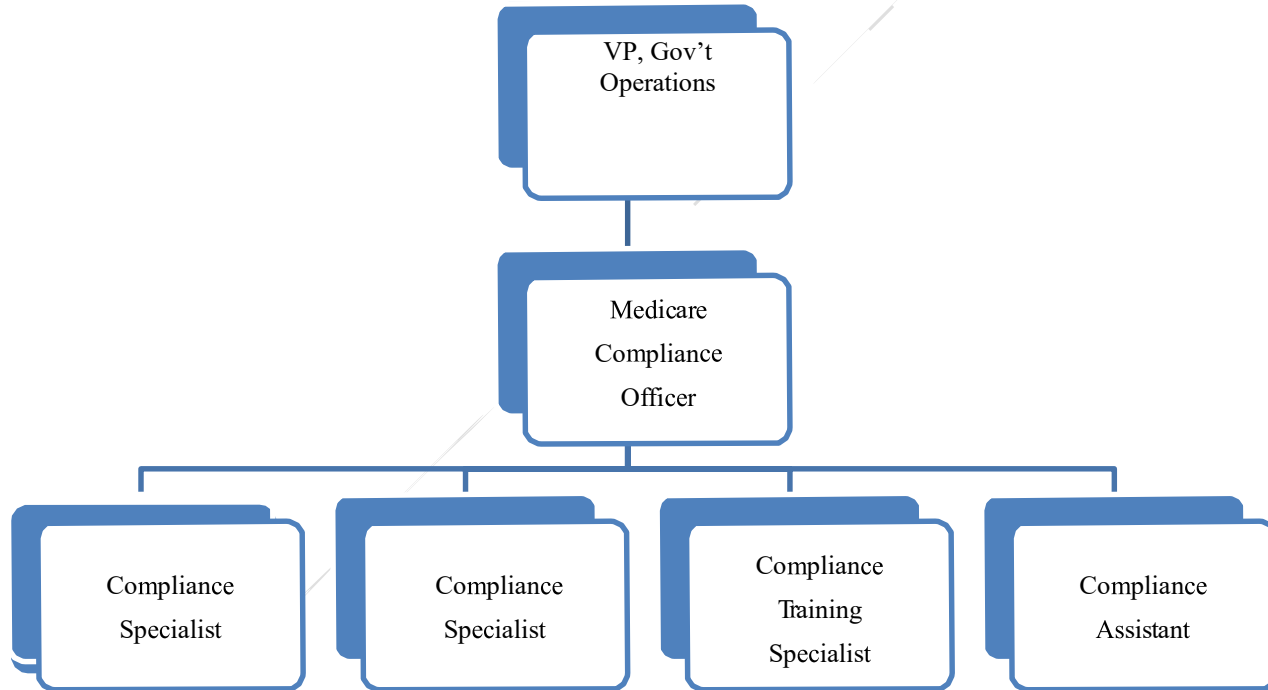 VP, Gov’t
Operations
Medicare
Compliance
Officer
Compliance
Specialist
Compliance
Specialist
Compliance
Training
Specialist
Compliance
Assistant